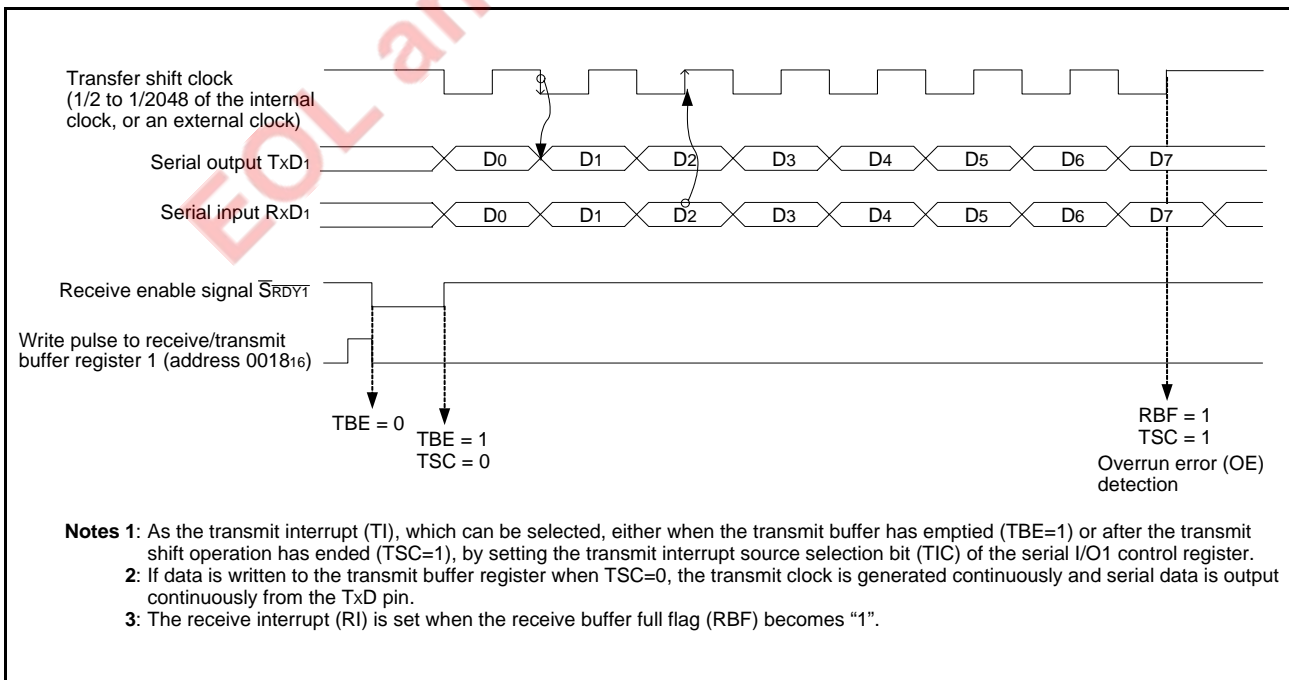 EOL an
Transfer shift clock
(1/2 to 1/2048 of the internal
clock, or an external clock)
Serial output TxD1
D0 D1 D2 D3 D4 D5 D6 D7
Serial input RxD1
D0 D1 D2 D3 D4 D5 D6 D7
Receive enable signal S̅R̅D̅Y̅1̅
Write pulse to receive/transmit
buffer register 1 (address 001816)
TBE = 0
TBE = 1
TSC = 0
RBF = 1
TSC = 1
Overrun error (OE)
detection
Notes 1: As the transmit interrupt (TI), which can be selected, either when the transmit buffer has emptied (TBE=1) or after the transmit
shift operation has ended (TSC=1), by setting the transmit interrupt source selection bit (TIC) of the serial I/O1 control register.
2: If data is written to the transmit buffer register when TSC=0, the transmit clock is generated continuously and serial data is output
continuously from the TxD pin.
3: The receive interrupt (RI) is set when the receive buffer full flag (RBF) becomes “1”.